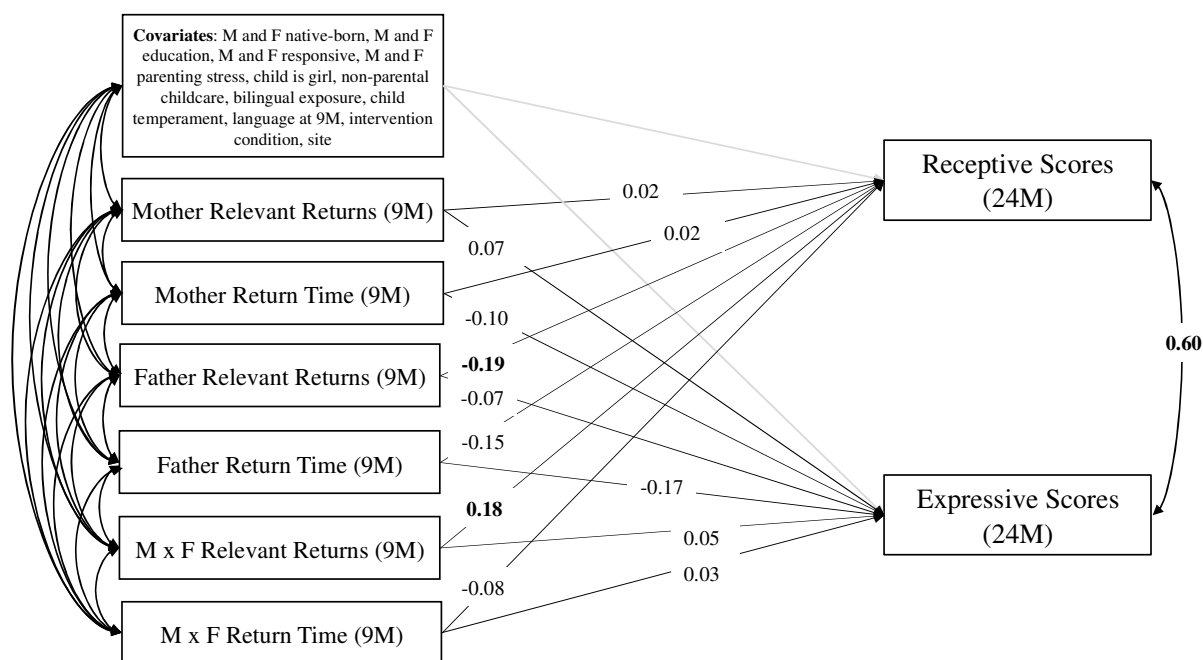 Covariates: M and F native-born, M and F
education, M and F responsive, M and F
parenting stress, child is girl, non-parental
childcare, bilingual exposure, child
temperament, language at 9M, intervention
condition, site
Mother Relevant Returns (9M)
Mother Return Time (9M)
Father Relevant Returns (9M)
Father Return Time (9M)
M x F Relevant Returns (9M)
M x F Return Time (9M)
0.02
0.02
0.07
-0.10
-0.19
-0.07
-0.15
-0.17
0.18
0.05
0.03
-0.08
Receptive Scores
(24M)
0.60
Expressive Scores
(24M)